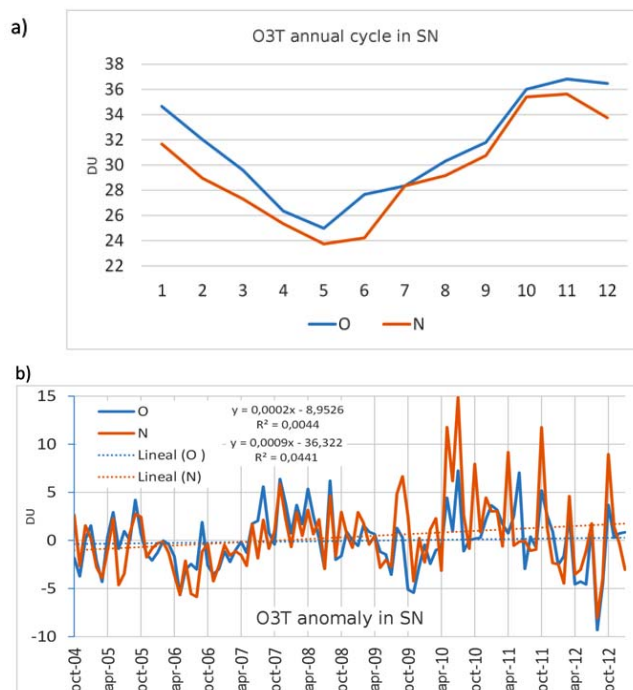 a)
O3T annual cycle in SN
38
36
34
32
30
28
26
24
22
DU
1 2 3 4 5 6 7 8 9 10 11 12
O N
b)
15
10
5
0
-5
-10
DU
O
N
Lineal (O )
Lineal (N)
y = 0,0002x - 8,9526
R² = 0,0044
y = 0,0009x - 36,322
R² = 0,0441
O3T anomaly in SN
oct-04 apr-05 oct-05 apr-06 oct-06 apr-07 oct-07 apr-08 oct-08 apr-09 oct-09 apr-10 oct-10 apr-11 oct-11 apr-12 oct-12